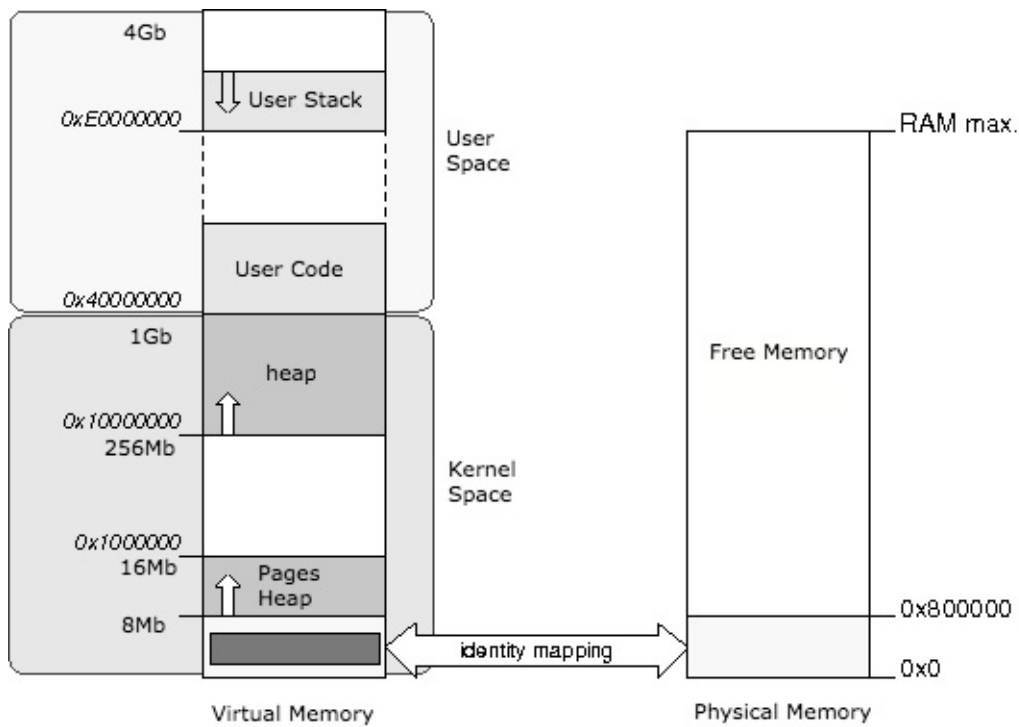 4Gb
User Stack
0xE0000000
User
Space
User Code
0x40000000
1Gb
heap
0x10000000
256Mb
Kernel
Space
0x1000000
16Mb
Pages
Heap
8Mb
identity mapping
Virtual Memory
RAM max.
Free Memory
0x800000
0x0
Physical Memory